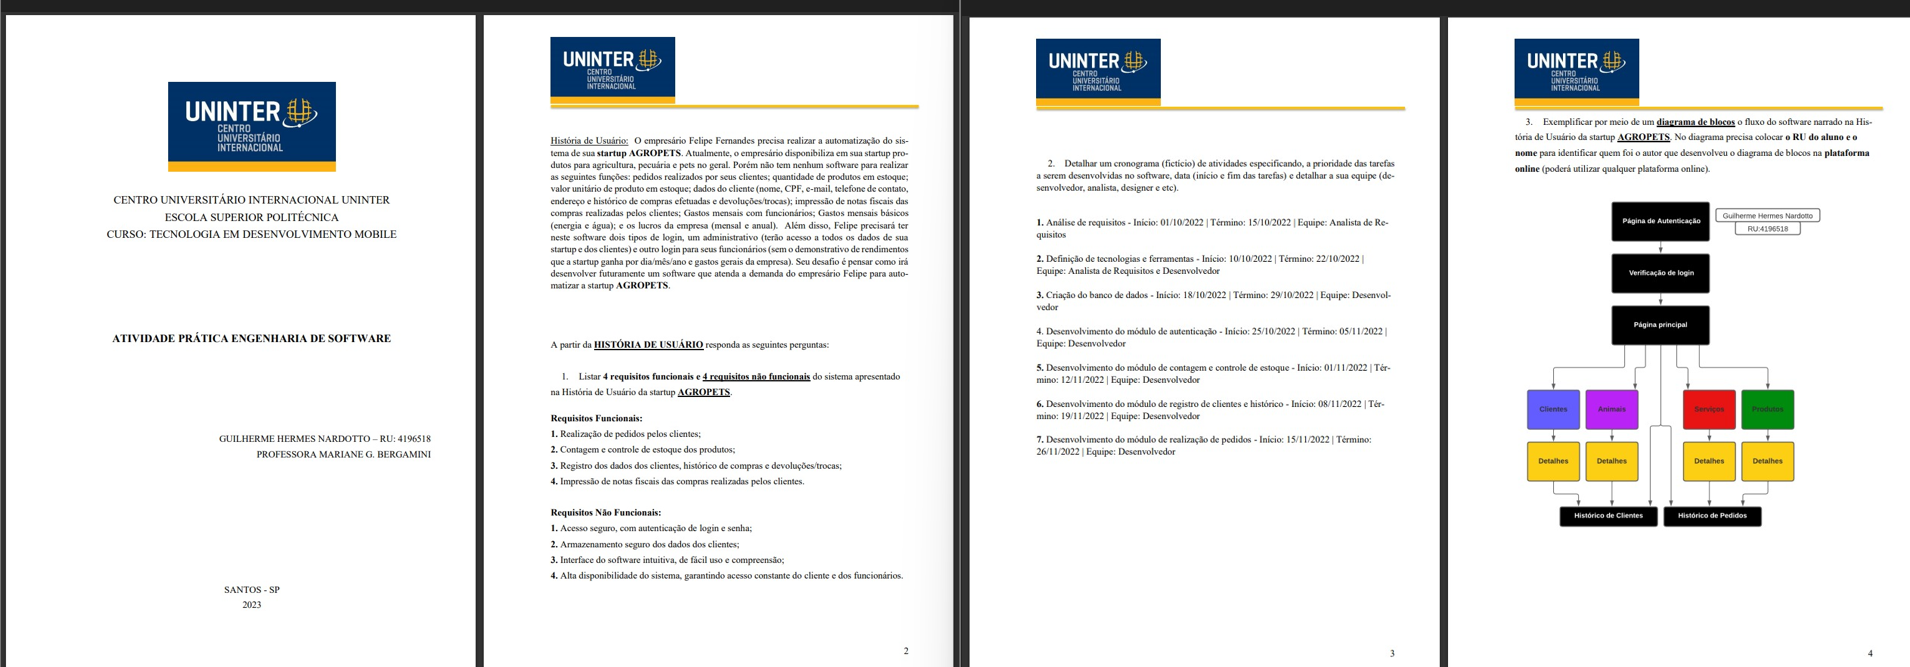 UNINTER
CENTRO
UNIVERSITÁRIO
INTERNACIONAL
CENTRO UNIVERSITÁRIO INTERNACIONAL UNINTER
ESCOLA SUPERIOR POLITÉCNICA
CURSO: TECNOLOGIA EM DESENVOLVIMENTO MOBILE
ATIVIDADE PRÁTICA ENGENHARIA DE SOFTWARE
GUILHERME HERMES NARDOTTO – RU: 4196518
PROFESSORA MARIANE G. BERGAMINI
SANTOS - SP
2023
UNINTER
CENTRO
UNIVERSITÁRIO
INTERNACIONAL
História de Usuário: O empresário Felipe Fernandes precisa realizar a automatização do sis-
tema de sua startup AGROPETS. Atualmente, o empresário disponibiliza em sua startup pro-
dutos para agricultura, pecuária e pets no geral. Porém não tem nenhum software para realizar
as seguintes funções: pedidos realizados por seus clientes; quantidade de produtos em estoque;
valor unitário de produto em estoque; dados do cliente (nome, CPF, e-mail, telefone de contato,
endereço e histórico de compras efetuadas e devoluções/trocas); impressão de notas fiscais das
compras realizadas pelos clientes; Gastos mensais com funcionários; Gastos mensais básicos
(energia e água); e os lucros da empresa (mensal e anual). Além disso, Felipe precisará ter
neste software dois tipos de login, um administrativo (terão acesso a todos os dados de sua
startup e dos clientes) e outro login para seus funcionários (sem o demonstrativo de rendimentos
que a startup ganha por dia/mês/ano e gastos gerais da empresa). Seu desafio é pensar como irá
desenvolver futuramente um software que atenda a demanda do empresário Felipe para auto-
matizar a startup AGROPETS.
A partir da HISTÓRIA DE USUÁRIO responda as seguintes perguntas:
1. Listar 4 requisitos funcionais e 4 requisitos não funcionais do sistema apresentado
na História de Usuário da startup AGROPETS.
Requisitos Funcionais:
1. Realização de pedidos pelos clientes;
2. Contagem e controle de estoque dos produtos;
3. Registro dos dados dos clientes, histórico de compras e devoluções/trocas;
4. Impressão de notas fiscais das compras realizadas pelos clientes.
Requisitos Não Funcionais:
1. Acesso seguro, com autenticação de login e senha;
2. Armazenamento seguro dos dados dos clientes;
3. Interface do software intuitiva, de fácil uso e compreensão;
4. Alta disponibilidade do sistema, garantindo acesso constante do cliente e dos funcionários.
2
UNINTER
CENTRO
UNIVERSITÁRIO
INTERNACIONAL
2. Detalhar um cronograma (fictício) de atividades especificando, a prioridade das tarefas
a serem desenvolvidas no software, data (início e fim das tarefas) e detalhar a sua equipe (de-
senvolvedor, analista, designer e etc).
1. Análise de requisitos - Início: 01/10/2022 | Término: 15/10/2022 | Equipe: Analista de Re-
quisitos
2. Definição de tecnologias e ferramentas - Início: 10/10/2022 | Término: 22/10/2022 |
Equipe: Analista de Requisitos e Desenvolvedor
3. Criação do banco de dados - Início: 18/10/2022 | Término: 29/10/2022 | Equipe: Desenvol-
vedor
4. Desenvolvimento do módulo de autenticação - Início: 25/10/2022 | Término: 05/11/2022 |
Equipe: Desenvolvedor
5. Desenvolvimento do módulo de contagem e controle de estoque - Início: 01/11/2022 | Tér-
mino: 12/11/2022 | Equipe: Desenvolvedor
6. Desenvolvimento do módulo de registro de clientes e histórico - Início: 08/11/2022 | Tér-
mino: 19/11/2022 | Equipe: Desenvolvedor
7. Desenvolvimento do módulo de realização de pedidos - Início: 15/11/2022 | Término:
26/11/2022 | Equipe: Desenvolvedor
3
UNINTER
CENTRO
UNIVERSITÁRIO
INTERNACIONAL
3. Exemplificar por meio de um diagrama de blocos o fluxo do software narrado na His-
tória de Usuário da startup AGROPETS. No diagrama precisa colocar o RU do aluno e o
nome para identificar quem foi o autor que desenvolveu o diagrama de blocos na plataforma
online (poderá utilizar qualquer plataforma online).
Página de Autenticação
Guilherme Hermes Nardotto
RU:4196518
Verificação de login
Página principal
Clientes
Animais
Serviços
Produtos
Detalhes
Detalhes
Detalhes
Detalhes
Histórico de Clientes
Histórico de Pedidos
4